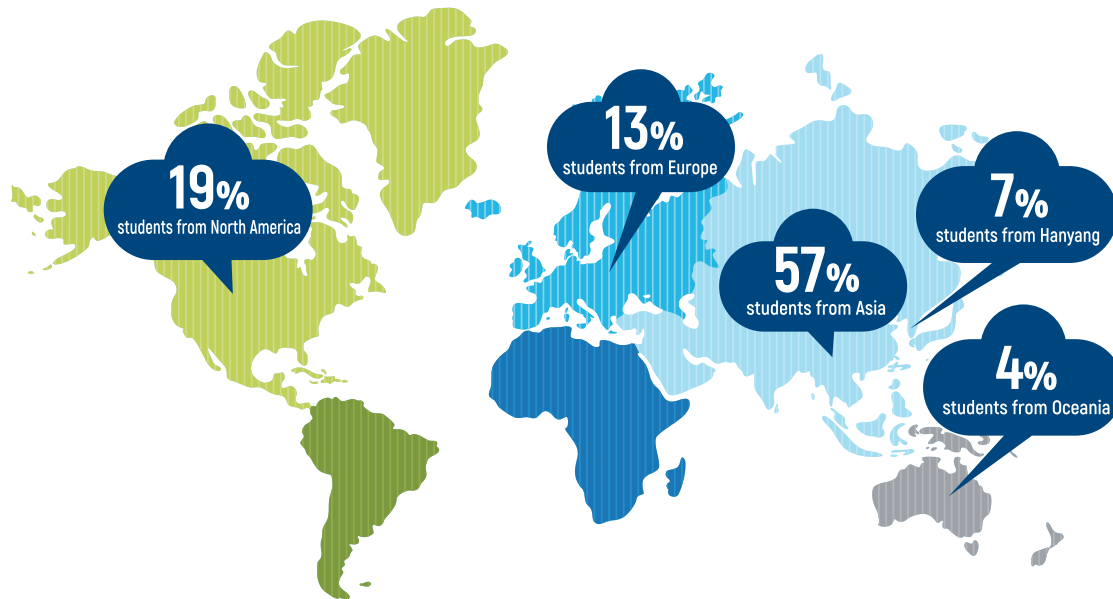 19%
students from North America
13%
students from Europe
57%
students from Asia
7%
students from Hanyang
4%
students from Oceania